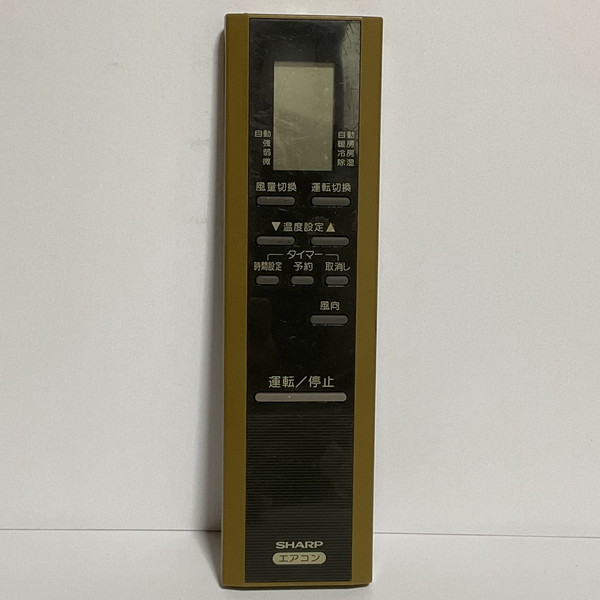 自動 自動
強 暖房
弱 冷房
微 除湿
風量切換 運転切換
▼温度設定▲
タイマー
時間設定 予約 取消し
風向
運転／停止
SHARP
エアコン